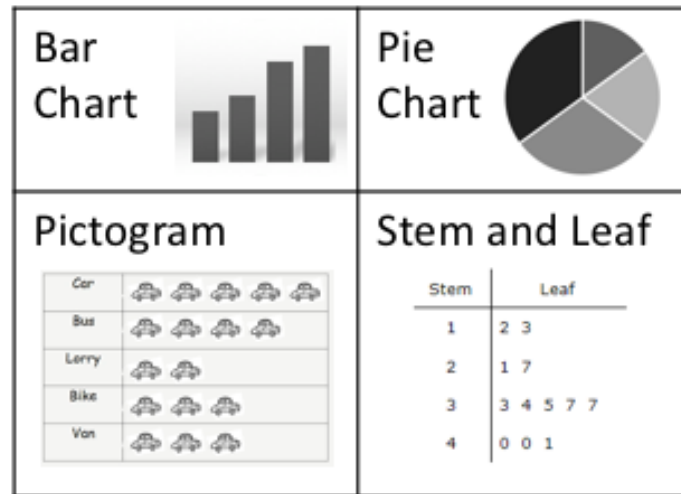 Bar
Chart
Pie
Chart
Pictogram
Car
Bus
Lorry
Bike
Van
Stem and Leaf
Stem Leaf
1 2 3
2 1 7
3 3 4 5 7 7
4 0 0 1